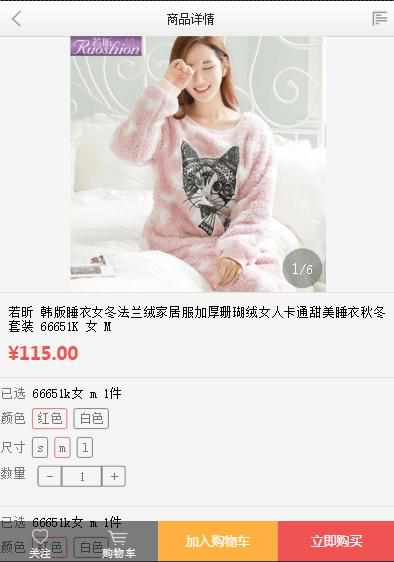 商品详情
若昕
Ruoshion
1/6
若昕 韩版睡衣女冬法兰绒家居服加厚珊瑚绒女人卡通甜美睡衣秋冬
套装 66651K 女 M
¥115.00
已选 66651k女 m 1件
颜色 红色 白色
尺寸 s m l
数量 - 1 +
已选 66651k女 m 1件
颜色 红色 白色
关注 购物车 加入购物车 立即购买